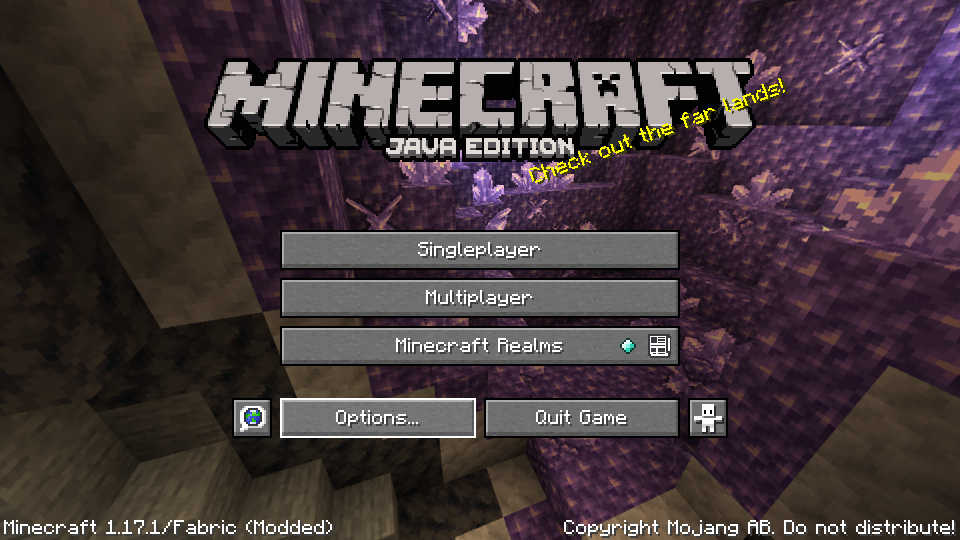 MINECRAFT
JAVA EDITION
Check out the far lands!
Singleplayer
Multiplayer
Minecraft Realms
Options...
Quit Game
Minecraft 1.17.1/Fabric (Modded)
Copyright Mojang AB. Do not distribute!